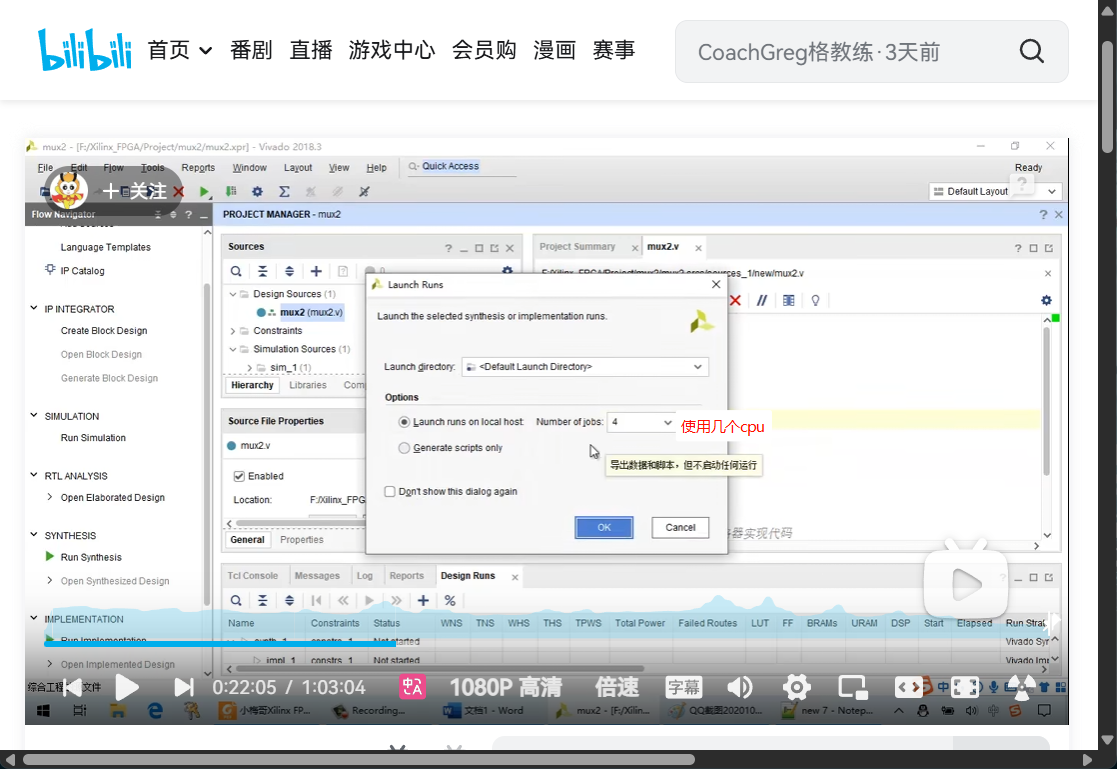 bilibili 首页 番剧 直播 游戏中心 会员购 漫画 赛事 CoachGreg格教练·3天前
mux2 - [F:/Xilinx_FPGA/Project/mux2/mux2.xpr] - Vivado 2018.3
File Edit Flow Tools Reports Window Layout View Help Quick Access Ready
关注
Default Layout
Flow Navigator
PROJECT MANAGER - mux2
Language Templates
IP Catalog
IP INTEGRATOR
Create Block Design
Open Block Design
Generate Block Design
SIMULATION
Run Simulation
RTL ANALYSIS
Open Elaborated Design
SYNTHESIS
Run Synthesis
Open Synthesized Design
IMPLEMENTATION
Run Implementation
Open Implemented Design
Sources
Design Sources (1)
mux2 (mux2.v)
Constraints
Simulation Sources (1)
sim_1 (1)
Hierarchy Libraries Com
Source File Properties
mux2.v
Enabled
Location: F:/Xilinx_FPG
General Properties
Project Summary mux2.v
F:/Xilinx_FPGA/Project/mux2/mux2.srcs/sources_1/new/mux2.v
Launch Runs
Launch the selected synthesis or implementation runs.
Launch directory: <Default Launch Directory>
Options
Launch runs on local host: Number of jobs: 4
使用几个cpu
Generate scripts only
导出数据和脚本，但不启动任何运行
Don't show this dialog again
OK Cancel
器实现代码
Tcl Console Messages Log Reports Design Runs
Name Constraints Status WNS TNS WHS THS TPWS Total Power Failed Routes LUT FF BRAMs URAM DSP Start Elapsed Run Strat
synth_1 constrs_1 Not started Vivado Syn
impl_1 constrs_1 Not started Vivado Im
综合工程 文件
0:22:05 / 1:03:04 1080P 高清 倍速 字幕
小梅哥Xilinx FP... Recording... 文档1 - Word mux2 - [F:/Xilin... QQ截图202010... new 7 - Notep...